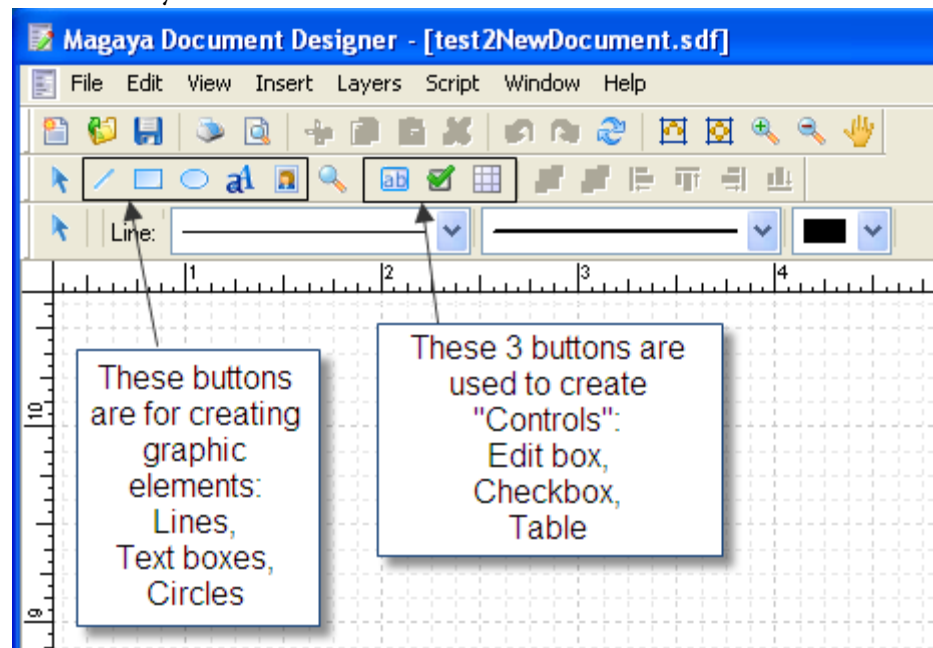 Magaya Document Designer - [test2NewDocument.sdf]
File Edit View Insert Layers Script Window Help
a
ab
Line:
1 2 3 4
These buttons
are for creating
graphic
elements:
Lines,
Text boxes,
Circles
These 3 buttons are
used to create
"Controls":
Edit box,
Checkbox,
Table
10
9